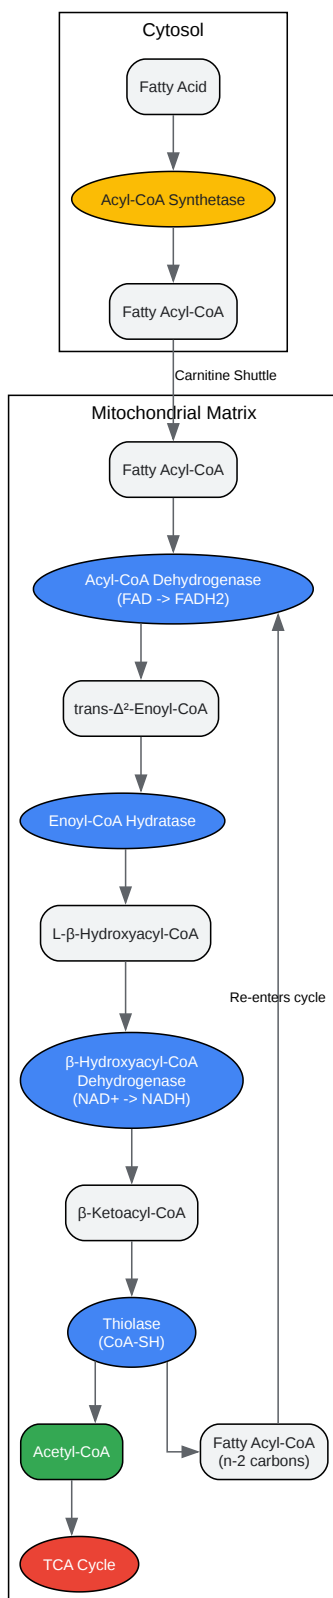 Cytosol
Fatty Acid
Acyl-CoA Synthetase
Fatty Acyl-CoA
Carnitine Shuttle
Mitochondrial Matrix
Fatty Acyl-CoA
Acyl-CoA Dehydrogenase
(FAD -> FADH2)
trans-Δ²-Enoyl-CoA
Enoyl-CoA Hydratase
L-β-Hydroxyacyl-CoA
Re-enters cycle
β-Hydroxyacyl-CoA
Dehydrogenase
(NAD+ -> NADH)
β-Ketoacyl-CoA
Thiolase
(CoA-SH)
Acetyl-CoA
Fatty Acyl-CoA
(n-2 carbons)
TCA Cycle